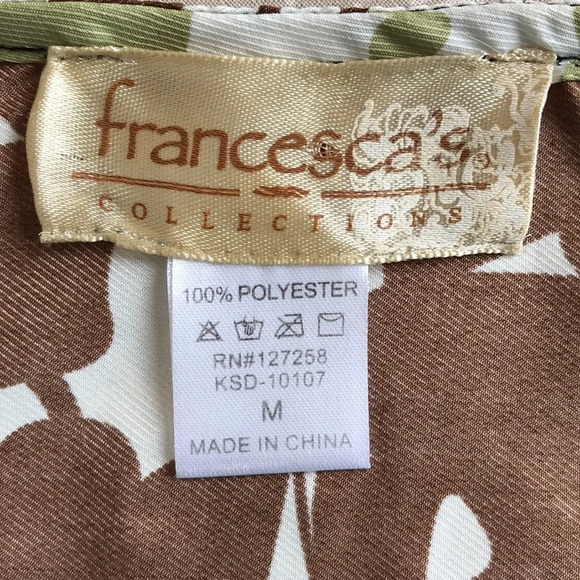 francesca's
COLLECTIONS
100% POLYESTER
RN#127258
KSD-10107
M
MADE IN CHINA